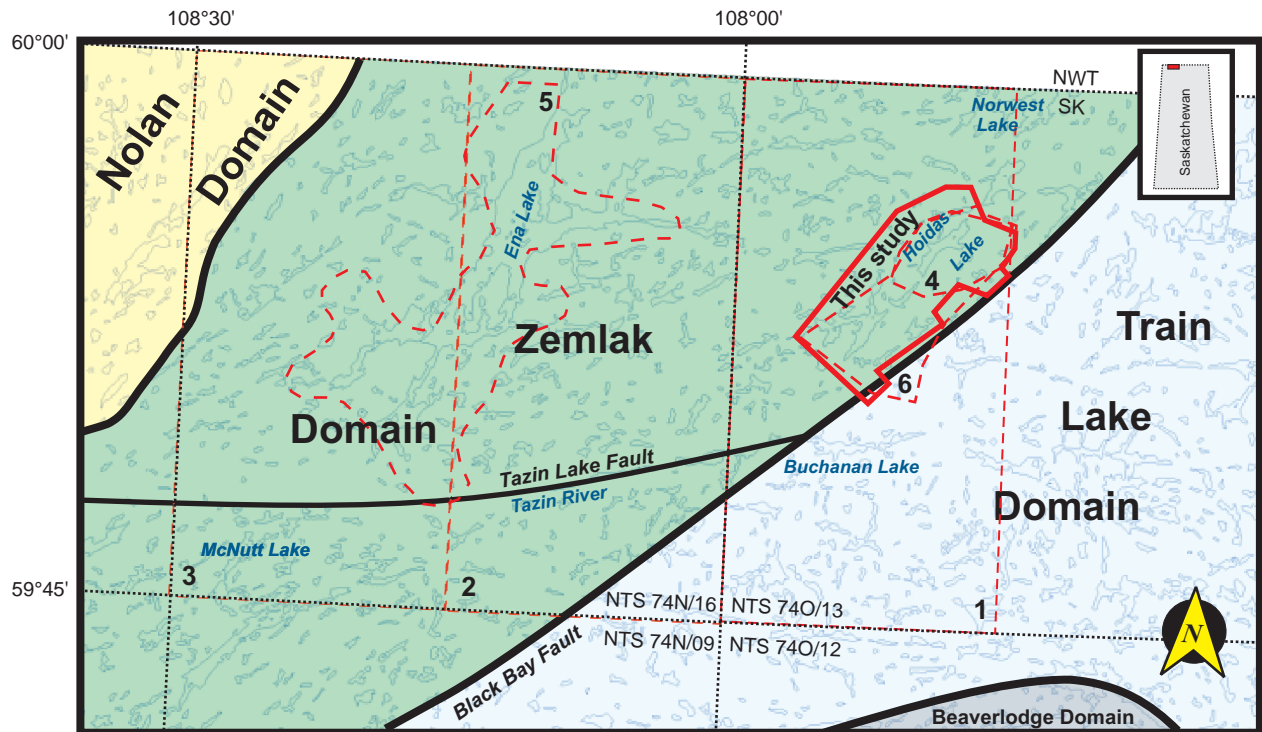 108°30'
108°00'
60°00'
NWT
SK
Norwest
Lake
Saskatchewan
Nolan
Domain
5
Ena Lake
This study
Hoidas
Lake
4
Zemlak
Domain
Train
Lake
Domain
6
Tazin Lake Fault
Tazin River
Buchanan Lake
McNutt Lake
3
2
1
59°45'
NTS 74N/16
NTS 74O/13
NTS 74N/09
NTS 74O/12
Black Bay Fault
N
Beaverlodge Domain